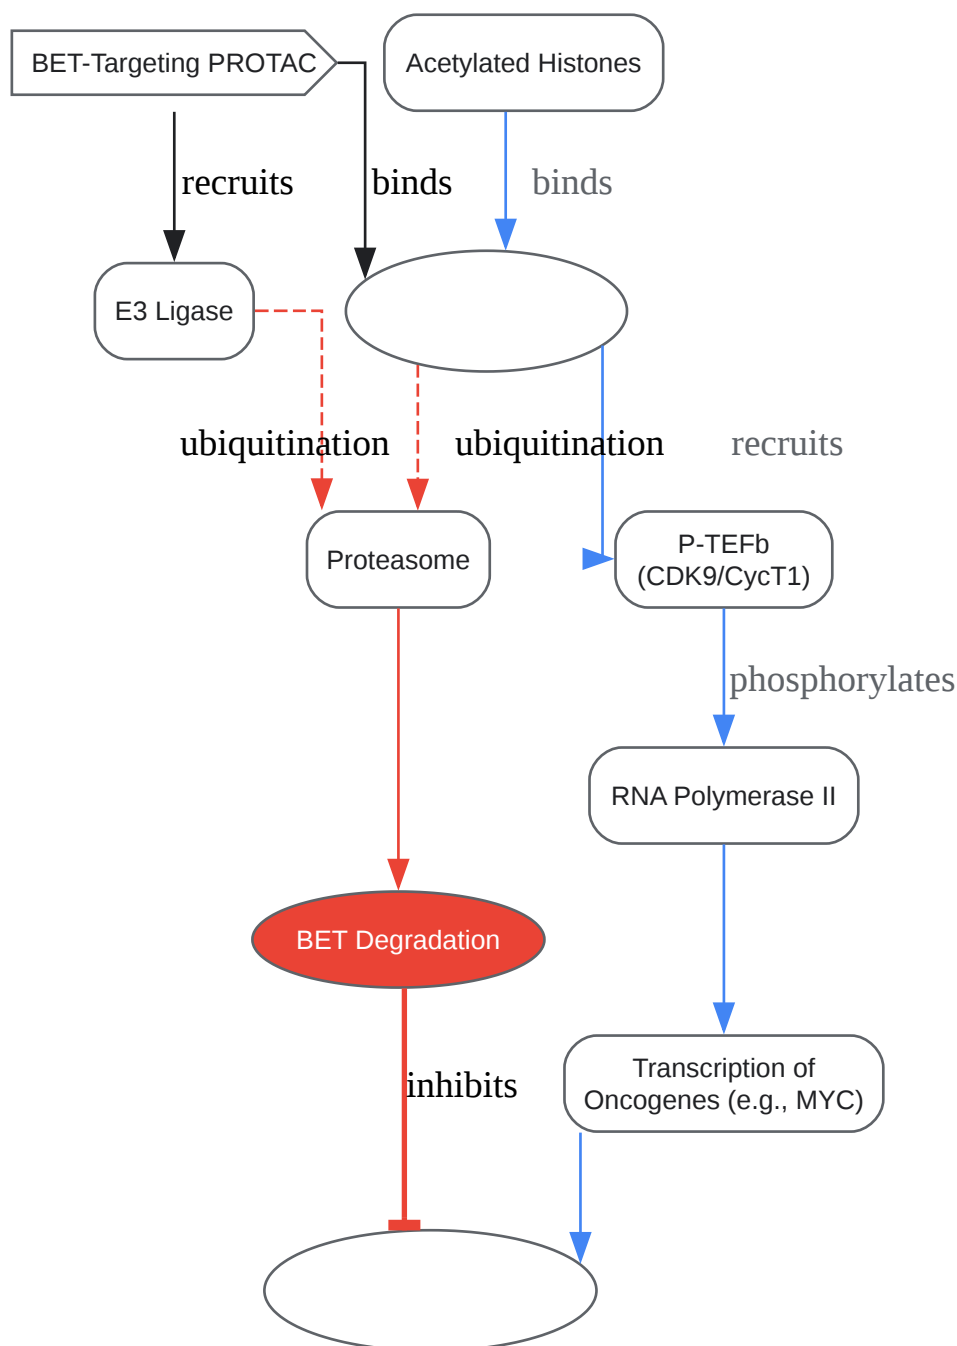 BET-Targeting PROTAC
Acetylated Histones
recruits
binds
binds
E3 Ligase
ubiquitination
ubiquitination
recruits
Proteasome
P-TEFb
(CDK9/CycT1)
phosphorylates
RNA Polymerase II
BET Degradation
inhibits
Transcription of
Oncogenes (e.g., MYC)